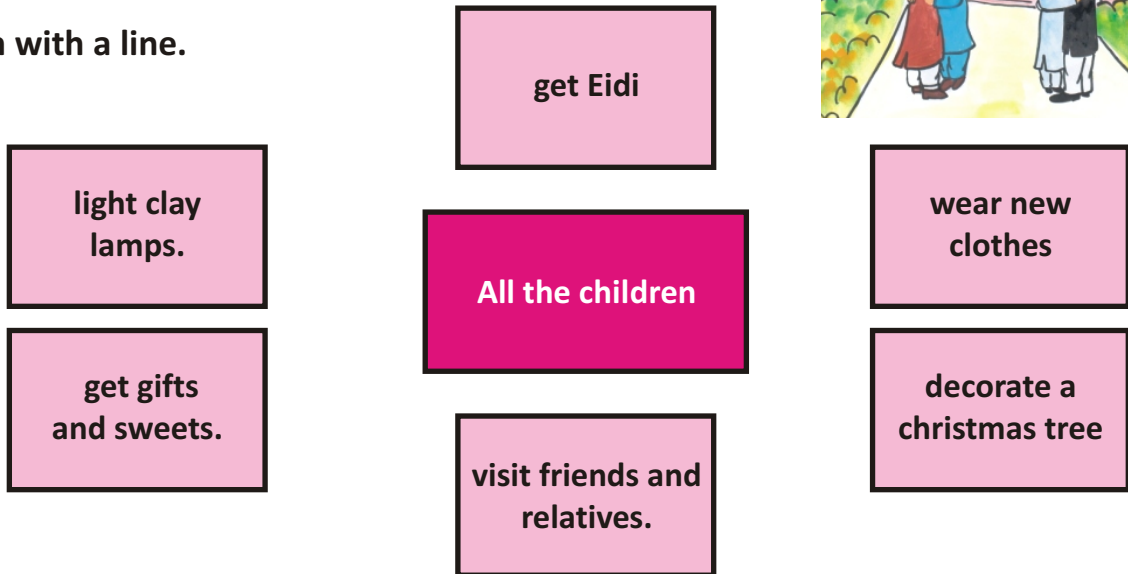 with a line.
get Eidi
light clay
lamps.
wear new
clothes
All the children
get gifts
and sweets.
decorate a
christmas tree
visit friends and
relatives.